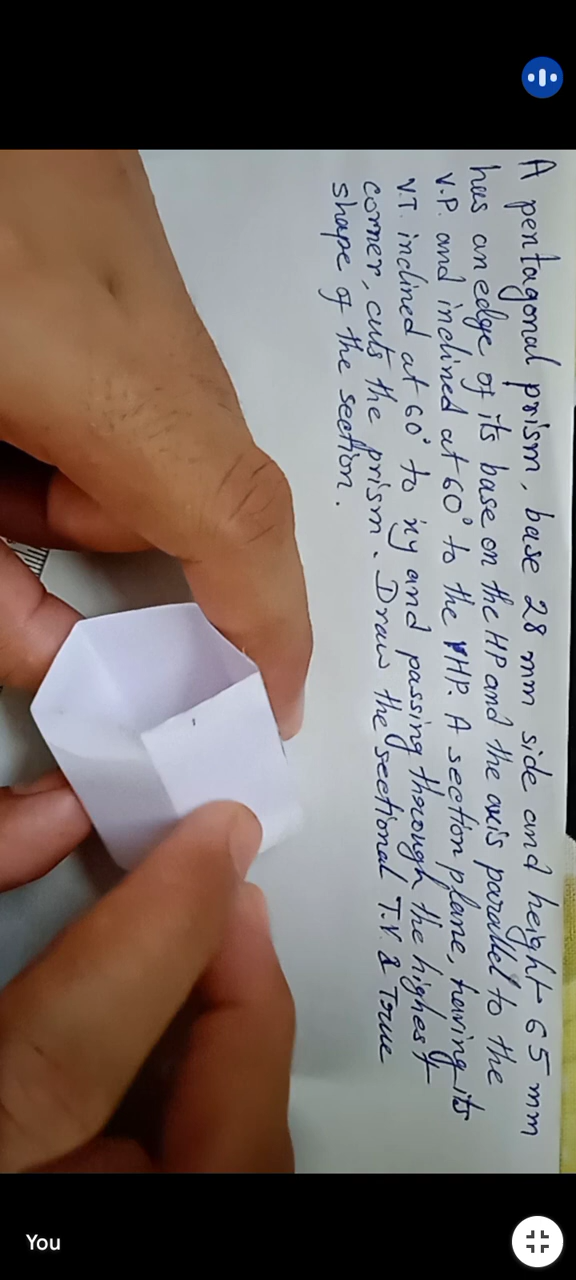 A pentagonal prism, base 28 mm side and height 65 mm
has an edge of its base on the HP and the axis parallel to the
V.P. and inclined at 60° to the HP. A section plane, having its
V.T. inclined at 60° to xy and passing through the highest
corner, cuts the prism. Draw the sectional T.V. & True
shape of the section.
You